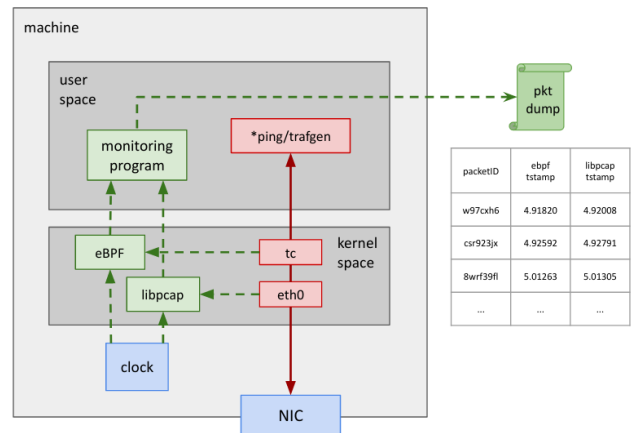 machine
user
space
monitoring
program
*ping/trafgen
pkt
dump
kernel
space
eBPF
tc
libpcap
eth0
clock
NIC
packetID
ebpf
tstamp
libpcap
tstamp
w97cxh6 4.91820 4.92008
csr923jx 4.92592 4.92791
8wrf39fl 5.01263 5.01305
... ... ...